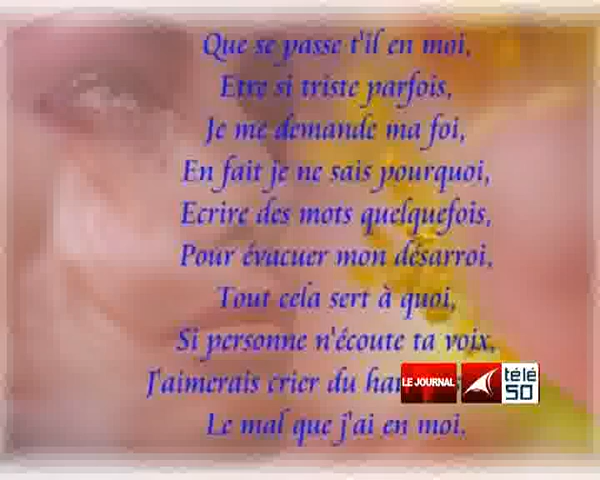 Que se passe t'il en moi,
Etre si triste parfois,
Je me demande ma foi,
En fait je ne sais pourquoi,
Ecrire des mots quelquefois,
Pour évacuer mon désarroi,
Tout cela sert à quoi,
Si personne n'écoute ta voix,
J'aimerais crier du
Le mal que j'ai en moi.
LE JOURNAL
télé
50